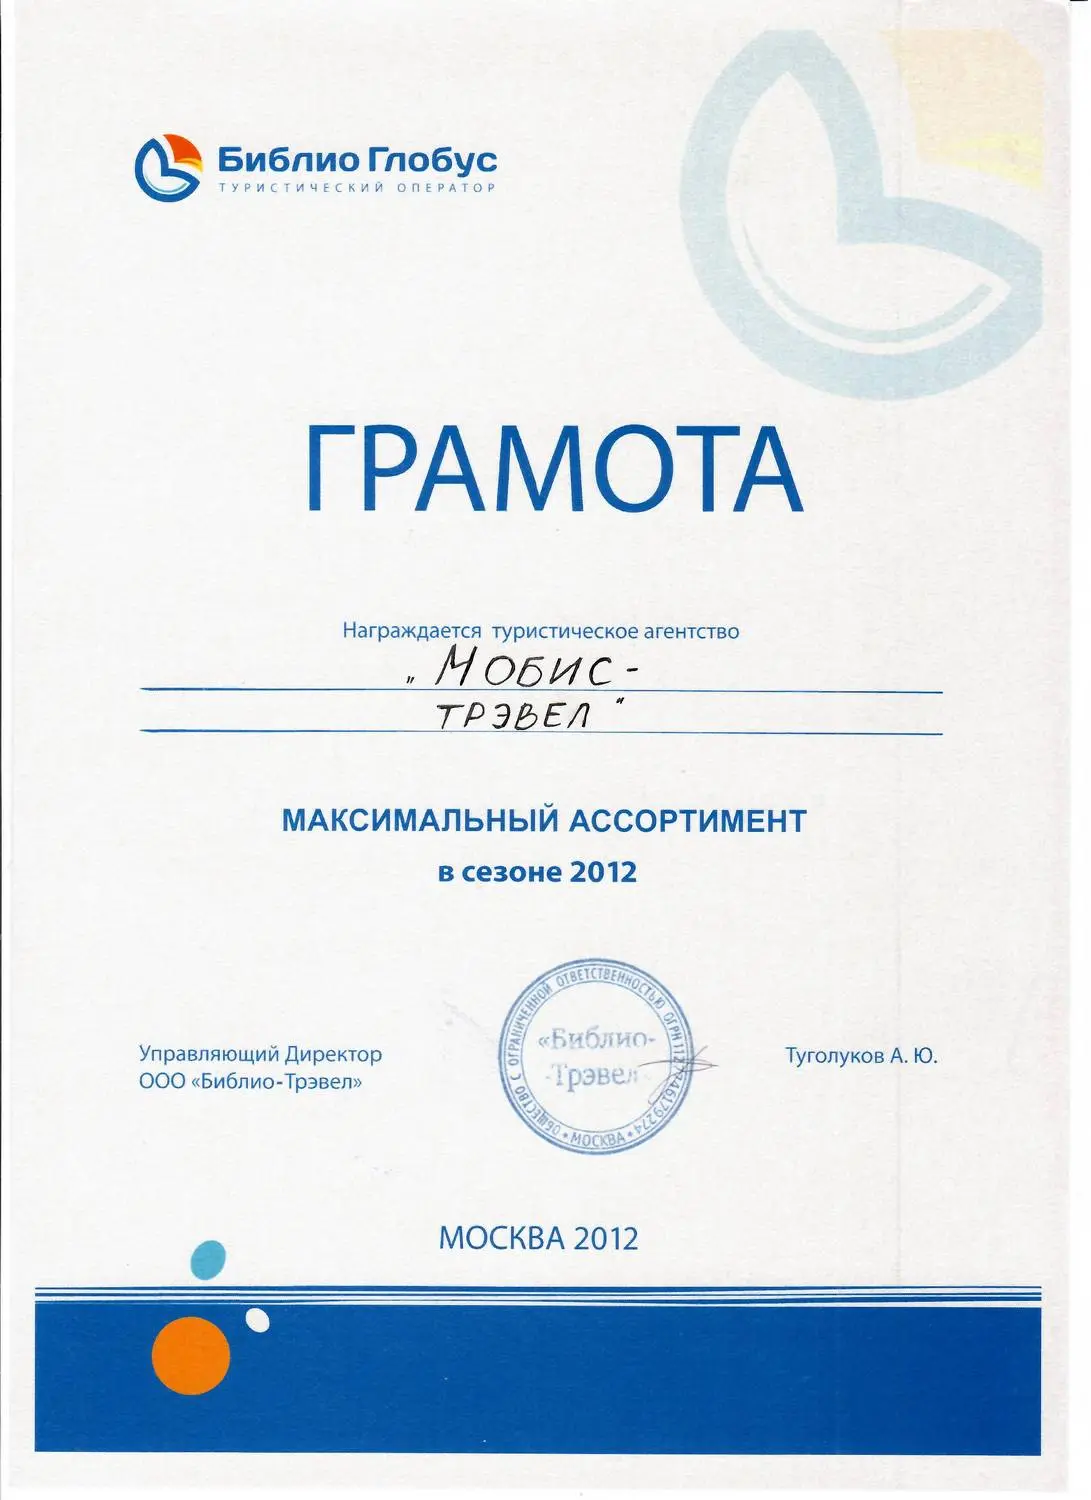 Библио Глобус
ТУРИСТИЧЕСКИЙ ОПЕРАТОР
ГРАМОТА
Награждается туристическое агентство
„МОБИС-
ТРЭВЕЛ"
МАКСИМАЛЬНЫЙ АССОРТИМЕНТ
в сезоне 2012
Управляющий Директор
ООО «Библио-Трэвел»
ОБЩЕСТВО С ОГРАНИЧЕННОЙ ОТВЕТСТВЕННОСТЬЮ ОГРН 1127746179274
«Библио-
-Трэвел
• МОСКВА •
Туголуков А. Ю.
МОСКВА 2012